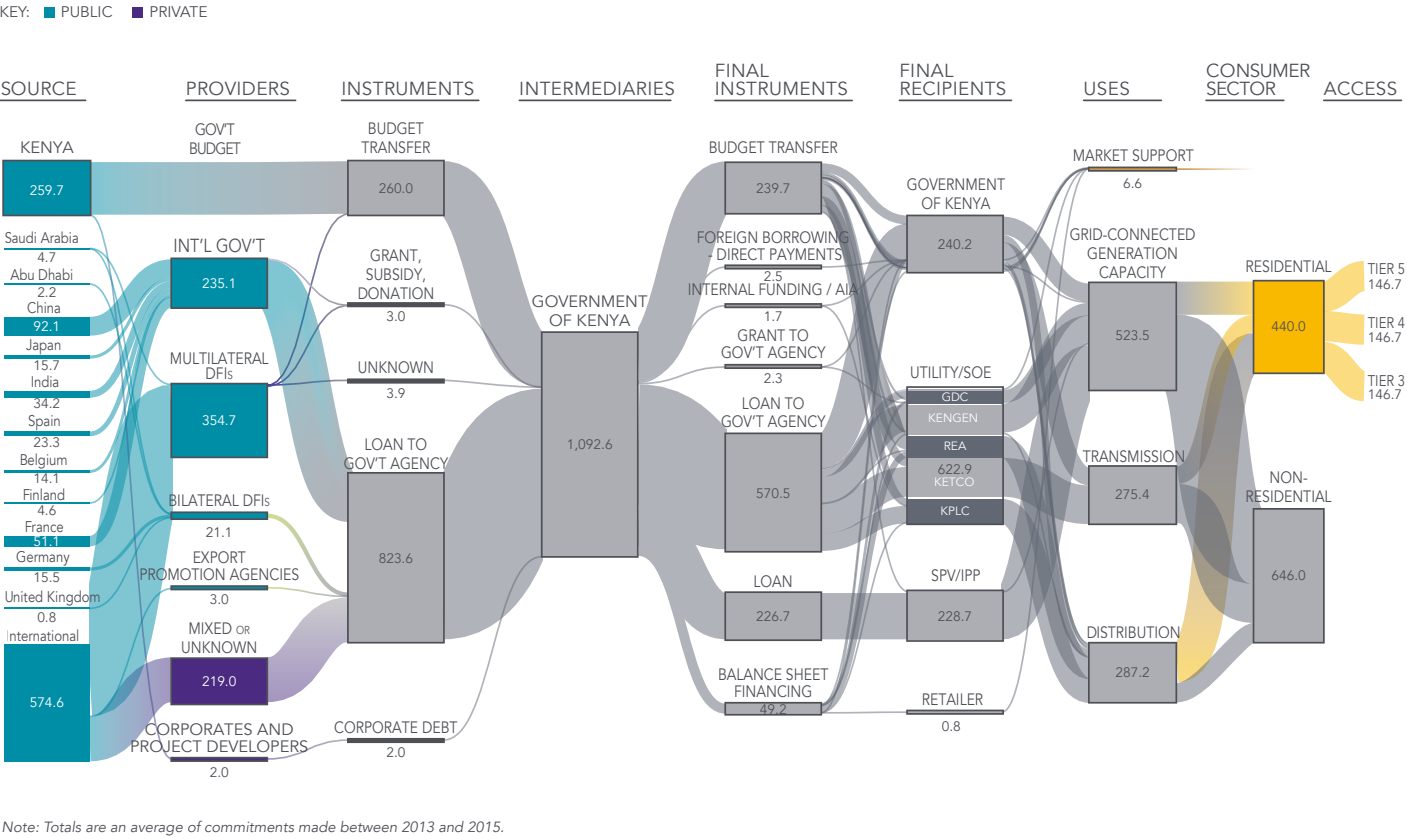 KEY: PUBLIC PRIVATE
SOURCE
PROVIDERS
INSTRUMENTS
INTERMEDIARIES
FINAL
INSTRUMENTS
FINAL
RECIPIENTS
USES
CONSUMER
SECTOR
ACCESS
KENYA
259.7
Saudi Arabia
4.7
Abu Dhabi
2.2
China
92.1
Japan
15.7
India
34.2
Spain
23.3
Belgium
14.1
Finland
4.6
France
51.1
Germany
15.5
United Kingdom
0.8
International
574.6
GOV'T
BUDGET
INT'L GOV'T
235.1
MULTILATERAL
DFIs
354.7
BILATERAL DFIs
21.1
EXPORT
PROMOTION AGENCIES
3.0
MIXED OR
UNKNOWN
219.0
CORPORATES AND
PROJECT DEVELOPERS
2.0
BUDGET
TRANSFER
260.0
GRANT,
SUBSIDY,
DONATION
3.0
UNKNOWN
3.9
LOAN TO
GOV'T AGENCY
823.6
CORPORATE DEBT
2.0
GOVERNMENT
OF KENYA
1,092.6
BUDGET TRANSFER
239.7
FOREIGN BORROWING
- DIRECT PAYMENTS
2.5
INTERNAL FUNDING / AIA
1.7
GRANT TO
GOV'T AGENCY
2.3
LOAN TO
GOV'T AGENCY
570.5
LOAN
226.7
BALANCE SHEET
FINANCING
49.2
GOVERNMENT
OF KENYA
240.2
UTILITY/SOE
GDC
KENGEN
REA
622.9
KETCO
KPLC
SPV/IPP
228.7
RETAILER
0.8
MARKET SUPPORT
6.6
GRID-CONNECTED
GENERATION
CAPACITY
523.5
TRANSMISSION
275.4
DISTRIBUTION
287.2
RESIDENTIAL
440.0
NON-
RESIDENTIAL
646.0
TIER 5
146.7
TIER 4
146.7
TIER 3
146.7
Note: Totals are an average of commitments made between 2013 and 2015.